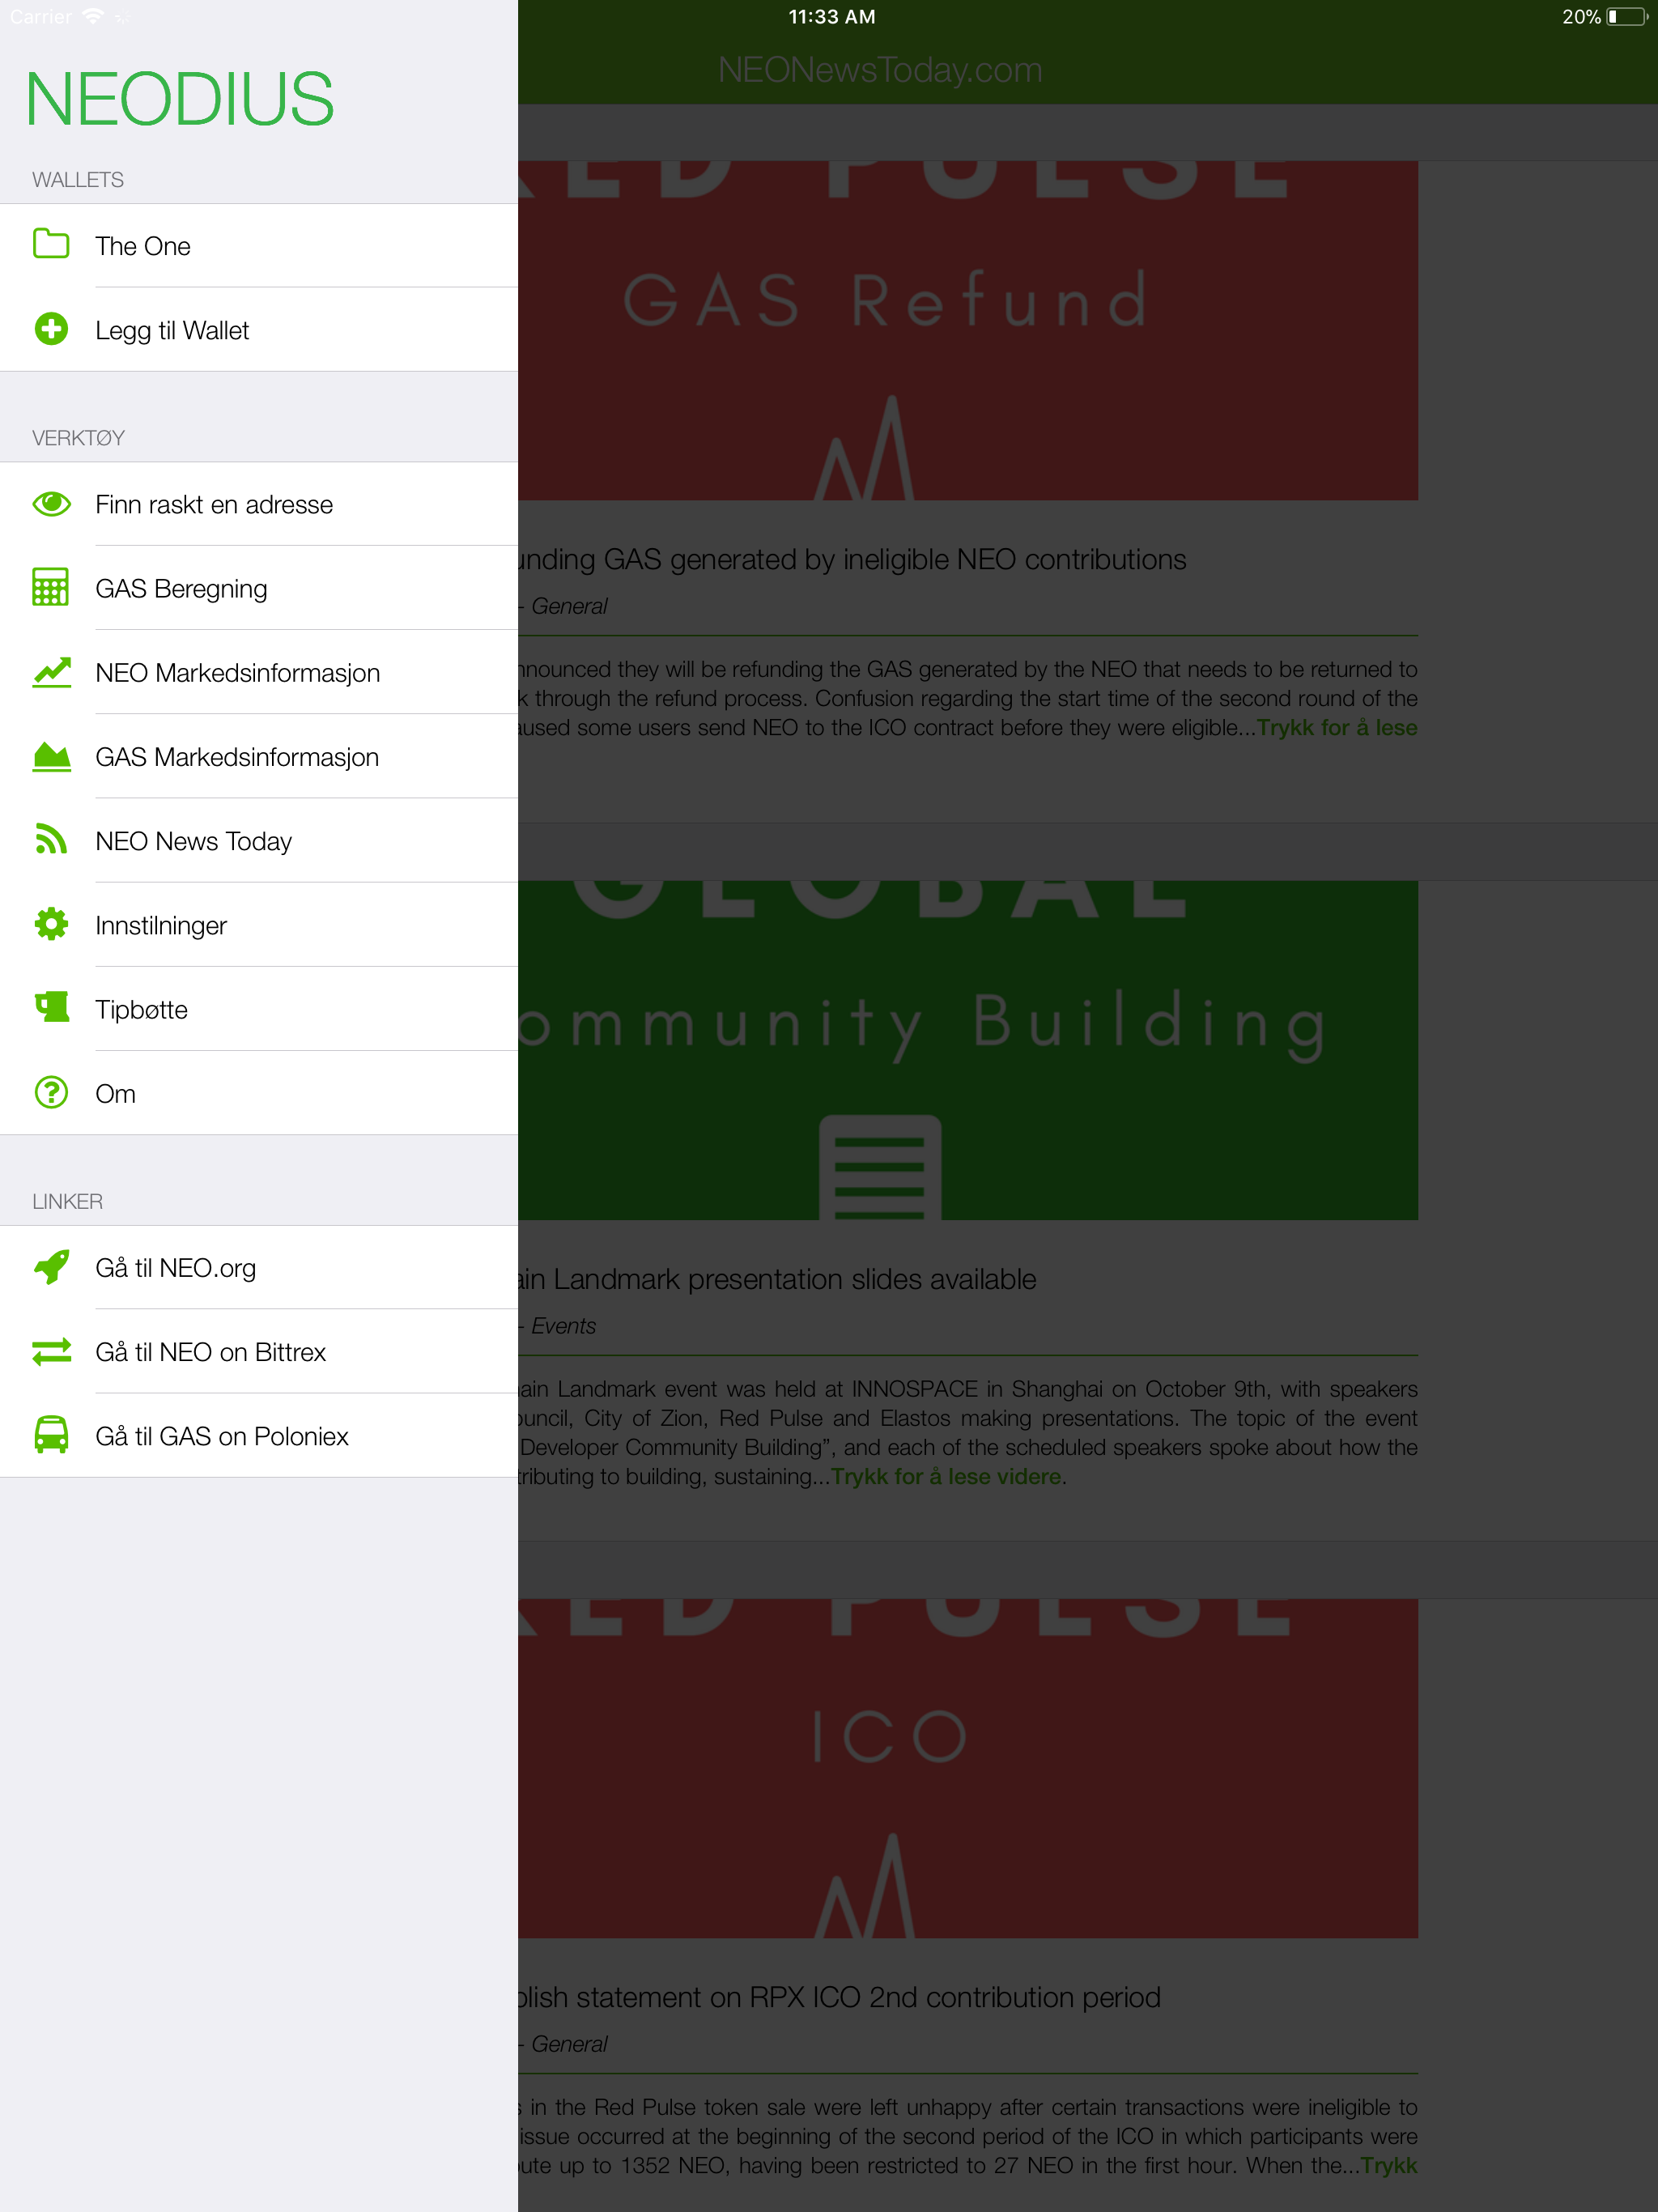 Carrier
11:33 AM
20%
NEODIUS
WALLETS
The One
Legg til Wallet
VERKTØY
Finn raskt en adresse
GAS Beregning
NEO Markedsinformasjon
GAS Markedsinformasjon
NEO News Today
Innstilninger
Tipbøtte
Om
LINKER
Gå til NEO.org
Gå til NEO on Bittrex
Gå til GAS on Poloniex
NEONewsToday.com
RED PULSE
GAS Refund
unding GAS generated by ineligible NEO contributions
- General
nnounced they will be refunding the GAS generated by the NEO that needs to be returned to
k through the refund process. Confusion regarding the start time of the second round of the
aused some users send NEO to the ICO contract before they were eligible...Trykk for å lese
GLOBAL
ommunity Building
ain Landmark presentation slides available
- Events
ain Landmark event was held at INNOSPACE in Shanghai on October 9th, with speakers
ouncil, City of Zion, Red Pulse and Elastos making presentations. The topic of the event
Developer Community Building”, and each of the scheduled speakers spoke about how the
tributing to building, sustaining...Trykk for å lese videre.
RED PULSE
ICO
blish statement on RPX ICO 2nd contribution period
- General
s in the Red Pulse token sale were left unhappy after certain transactions were ineligible to
issue occurred at the beginning of the second period of the ICO in which participants were
ute up to 1352 NEO, having been restricted to 27 NEO in the first hour. When the...Trykk